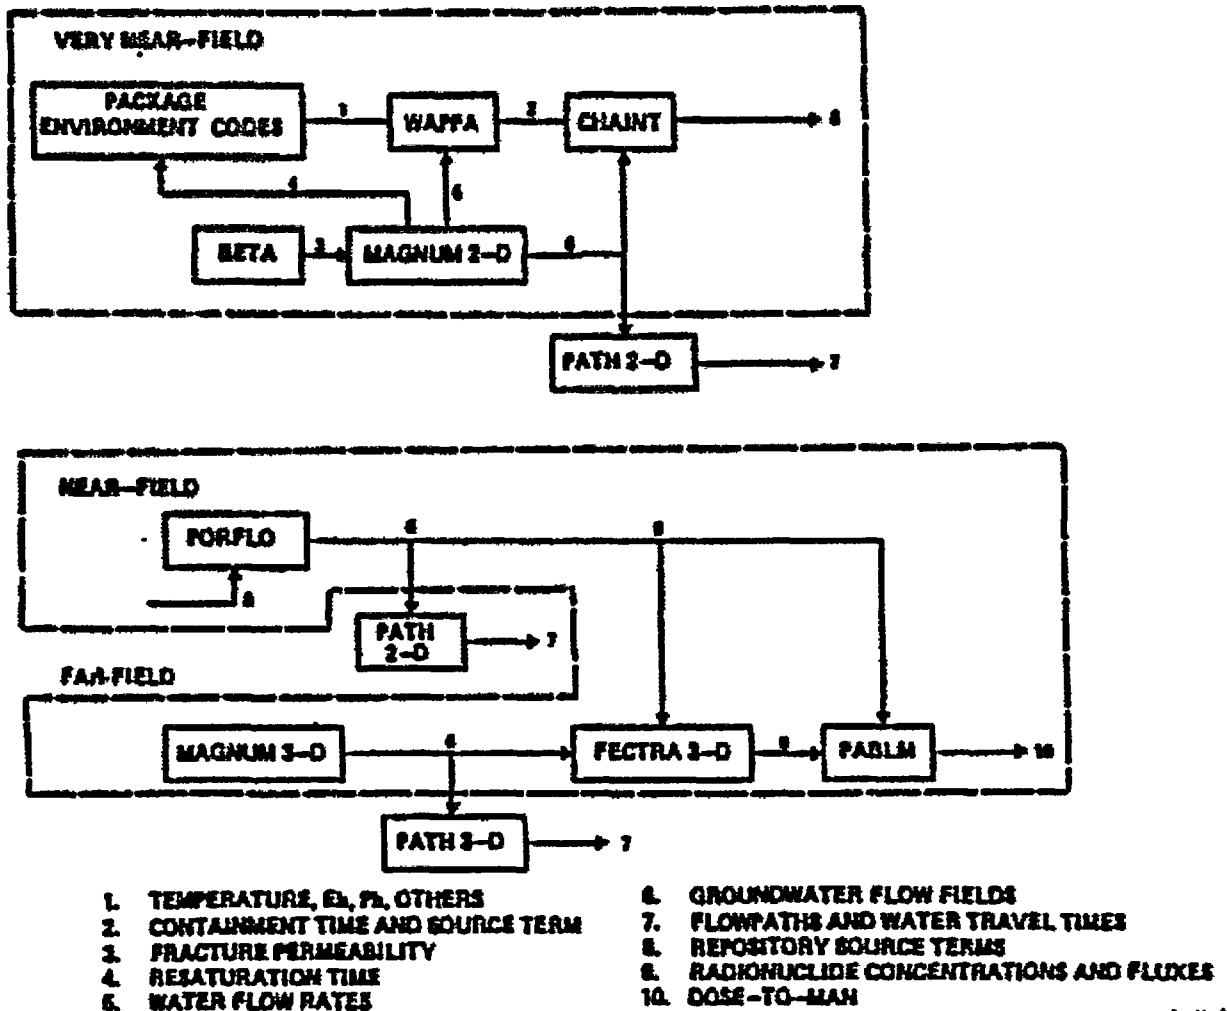 VERY NEAR-FIELD
PACKAGE
ENVIRONMENT CODES
1
WAPPA
2
CHAINT
8
4
5
BETA
3
MAGNUM 2-D
6
PATH 2-D
7
NEAR-FIELD
PORFLO
6
9
8
PATH
2-D
7
FAR-FIELD
MAGNUM 3-D
6
FECTRA 3-D
9
PABLM
10
PATH 3-D
7
1. TEMPERATURE, Eh, Ph, OTHERS
2. CONTAINMENT TIME AND SOURCE TERM
3. FRACTURE PERMEABILITY
4. RESATURATION TIME
5. WATER FLOW RATES
6. GROUNDWATER FLOW FIELDS
7. FLOWPATHS AND WATER TRAVEL TIMES
8. REPOSITORY SOURCE TERMS
9. RADIONUCLIDE CONCENTRATIONS AND FLUXES
10. DOSE-TO-MAN